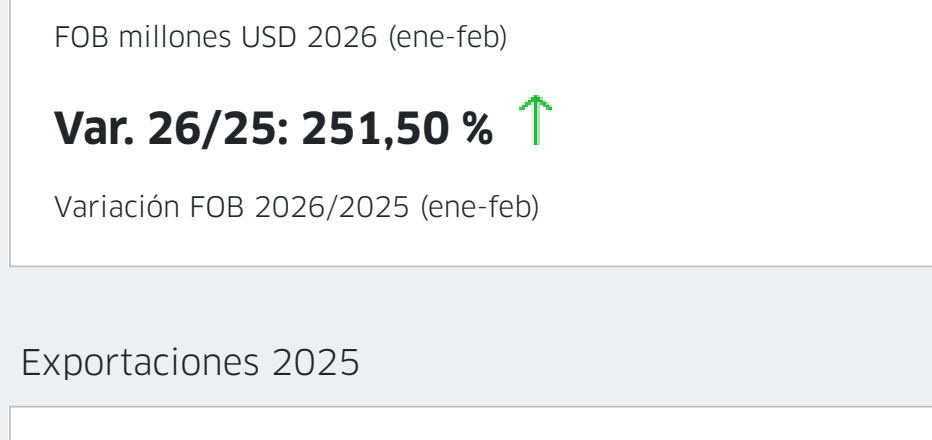 FOB millones USD 2026 (ene-feb)
Var. 26/25: 251,50 % ↑
Variación FOB 2026/2025 (ene-feb)
Exportaciones 2025